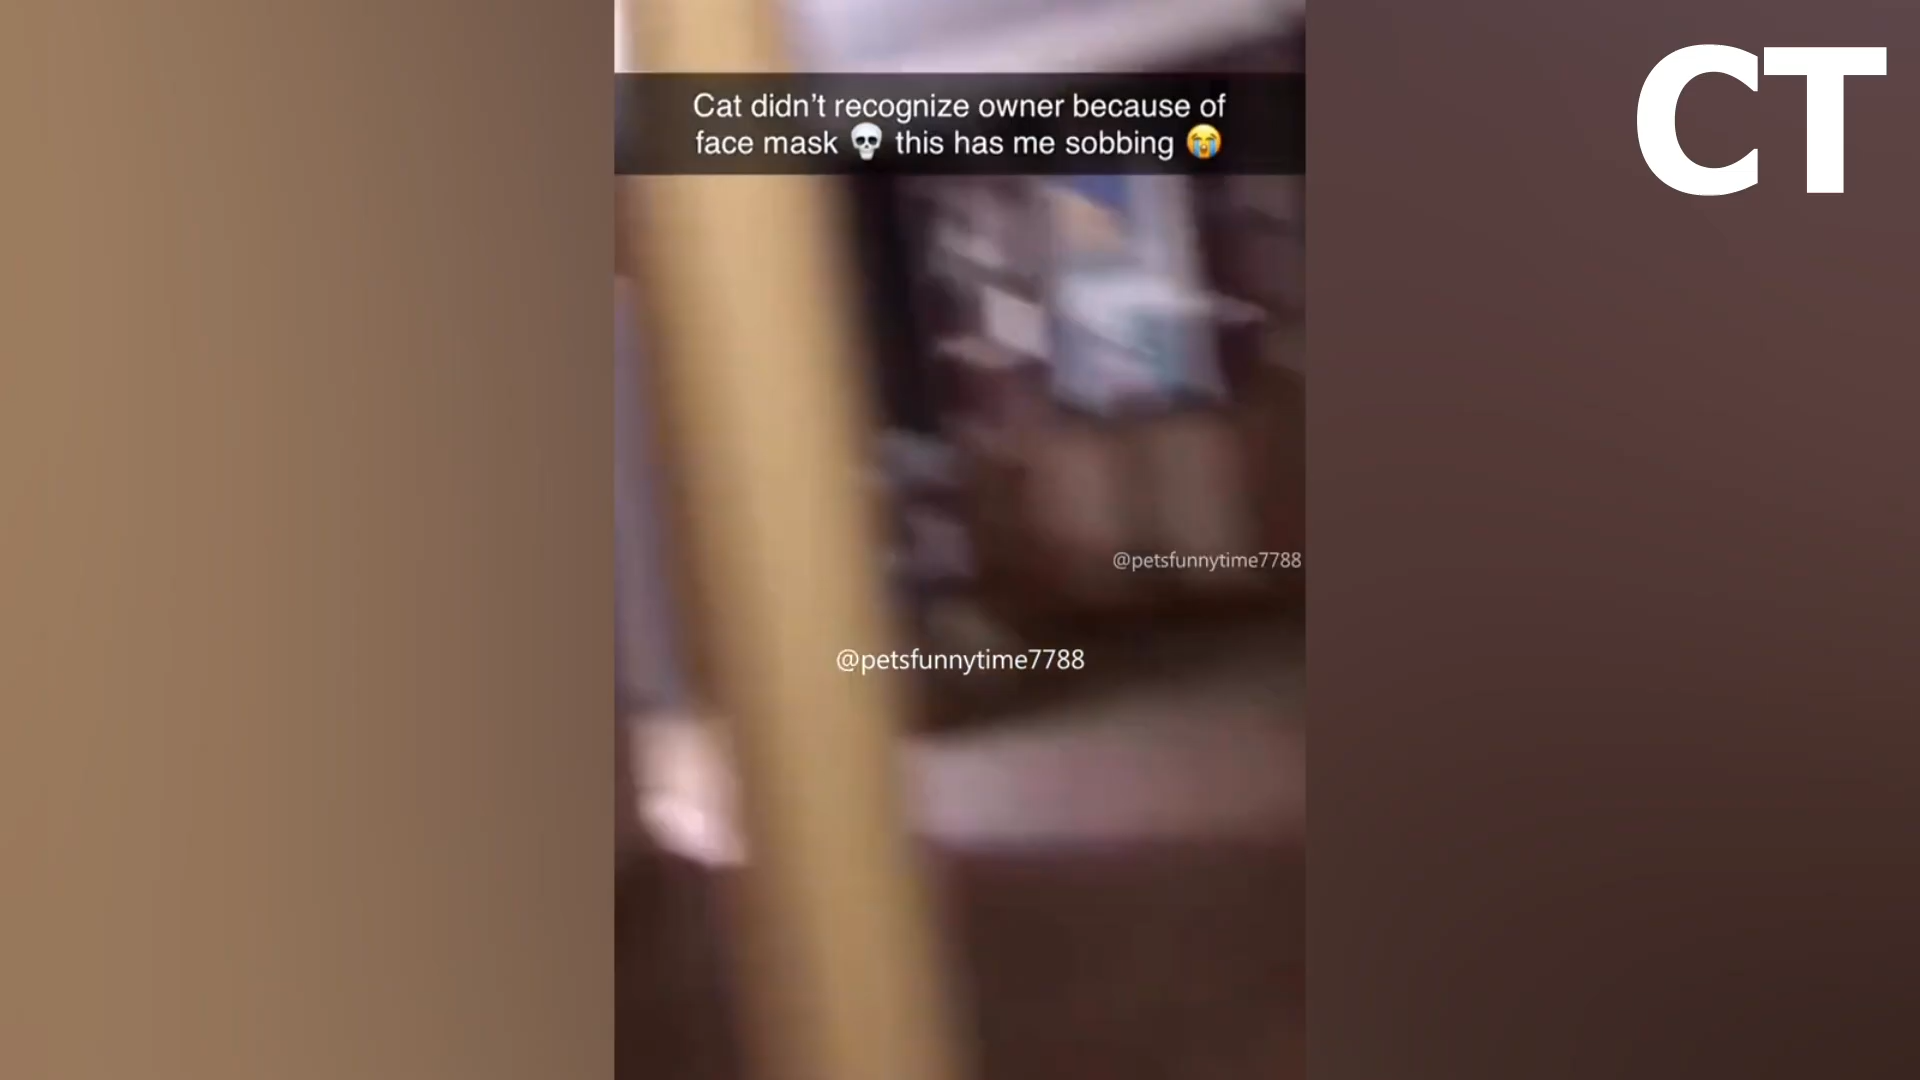 CT
Cat didn’t recognize owner because of
face mask 💀 this has me sobbing 😭
@petsfunnytime7788
@petsfunnytime7788